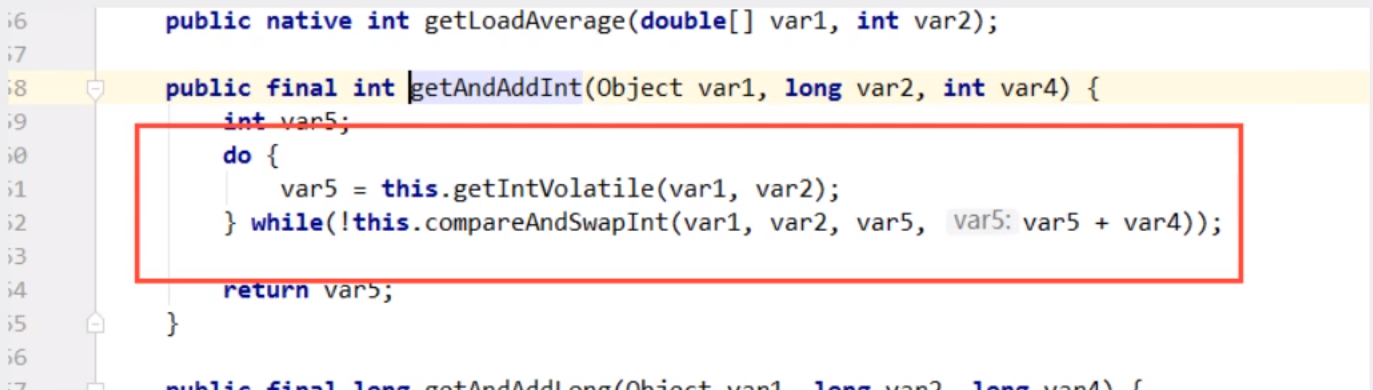 56 public native int getLoadAverage(double[] var1, int var2);
57
58 public final int getAndAddInt(Object var1, long var2, int var4) {
59 int var5;
60 do {
61 var5 = this.getIntVolatile(var1, var2);
62 } while(!this.compareAndSwapInt(var1, var2, var5, var5: var5 + var4));
63
64 return var5;
65 }
66
67 public final long getAndAddLong(Object var1, long var2, long var4) {